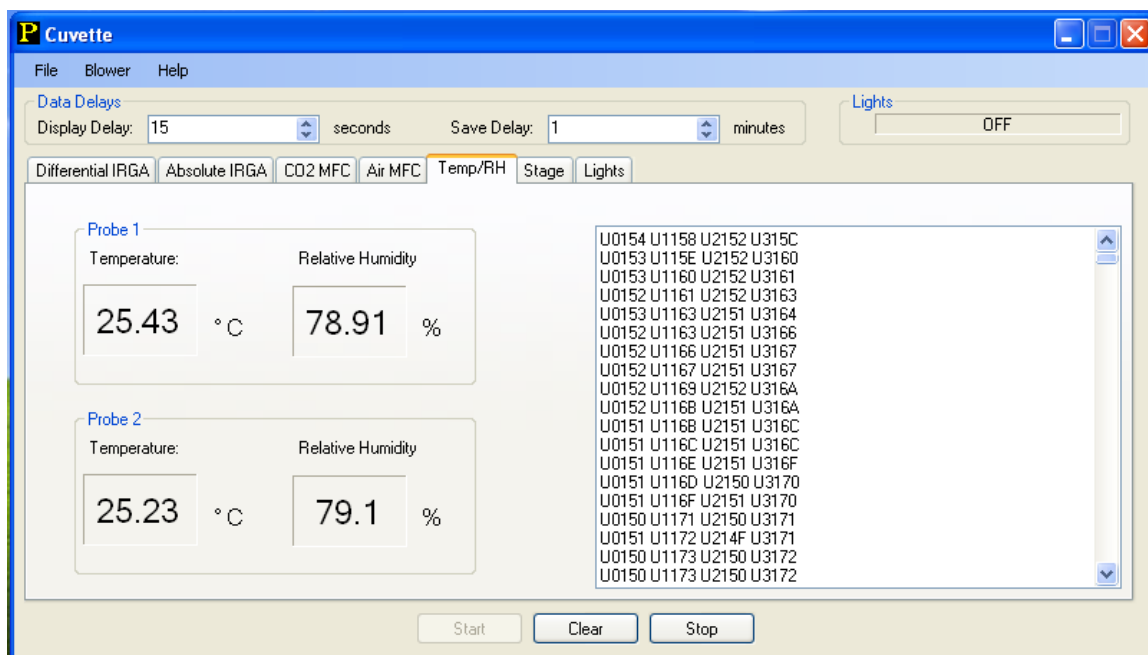 P Cuvette
File Blower Help
Data Delays
Display Delay: 15 seconds Save Delay: 1 minutes
Lights
OFF
Differential IRGA Absolute IRGA CO2 MFC Air MFC Temp/RH Stage Lights
Probe 1
Temperature: Relative Humidity
25.43 °C 78.91 %
Probe 2
Temperature: Relative Humidity
25.23 °C 79.1 %
U0154 U1158 U2152 U315C
U0153 U115E U2152 U3160
U0153 U1160 U2152 U3161
U0152 U1161 U2152 U3163
U0153 U1163 U2151 U3164
U0152 U1163 U2151 U3166
U0152 U1166 U2151 U3167
U0152 U1167 U2151 U3167
U0152 U1169 U2152 U316A
U0152 U116B U2151 U316A
U0151 U116B U2151 U316C
U0151 U116C U2151 U316C
U0151 U116E U2151 U316F
U0151 U116D U2150 U3170
U0151 U116F U2151 U3170
U0150 U1171 U2150 U3171
U0151 U1172 U214F U3171
U0150 U1173 U2150 U3172
U0150 U1173 U2150 U3172
Start Clear Stop